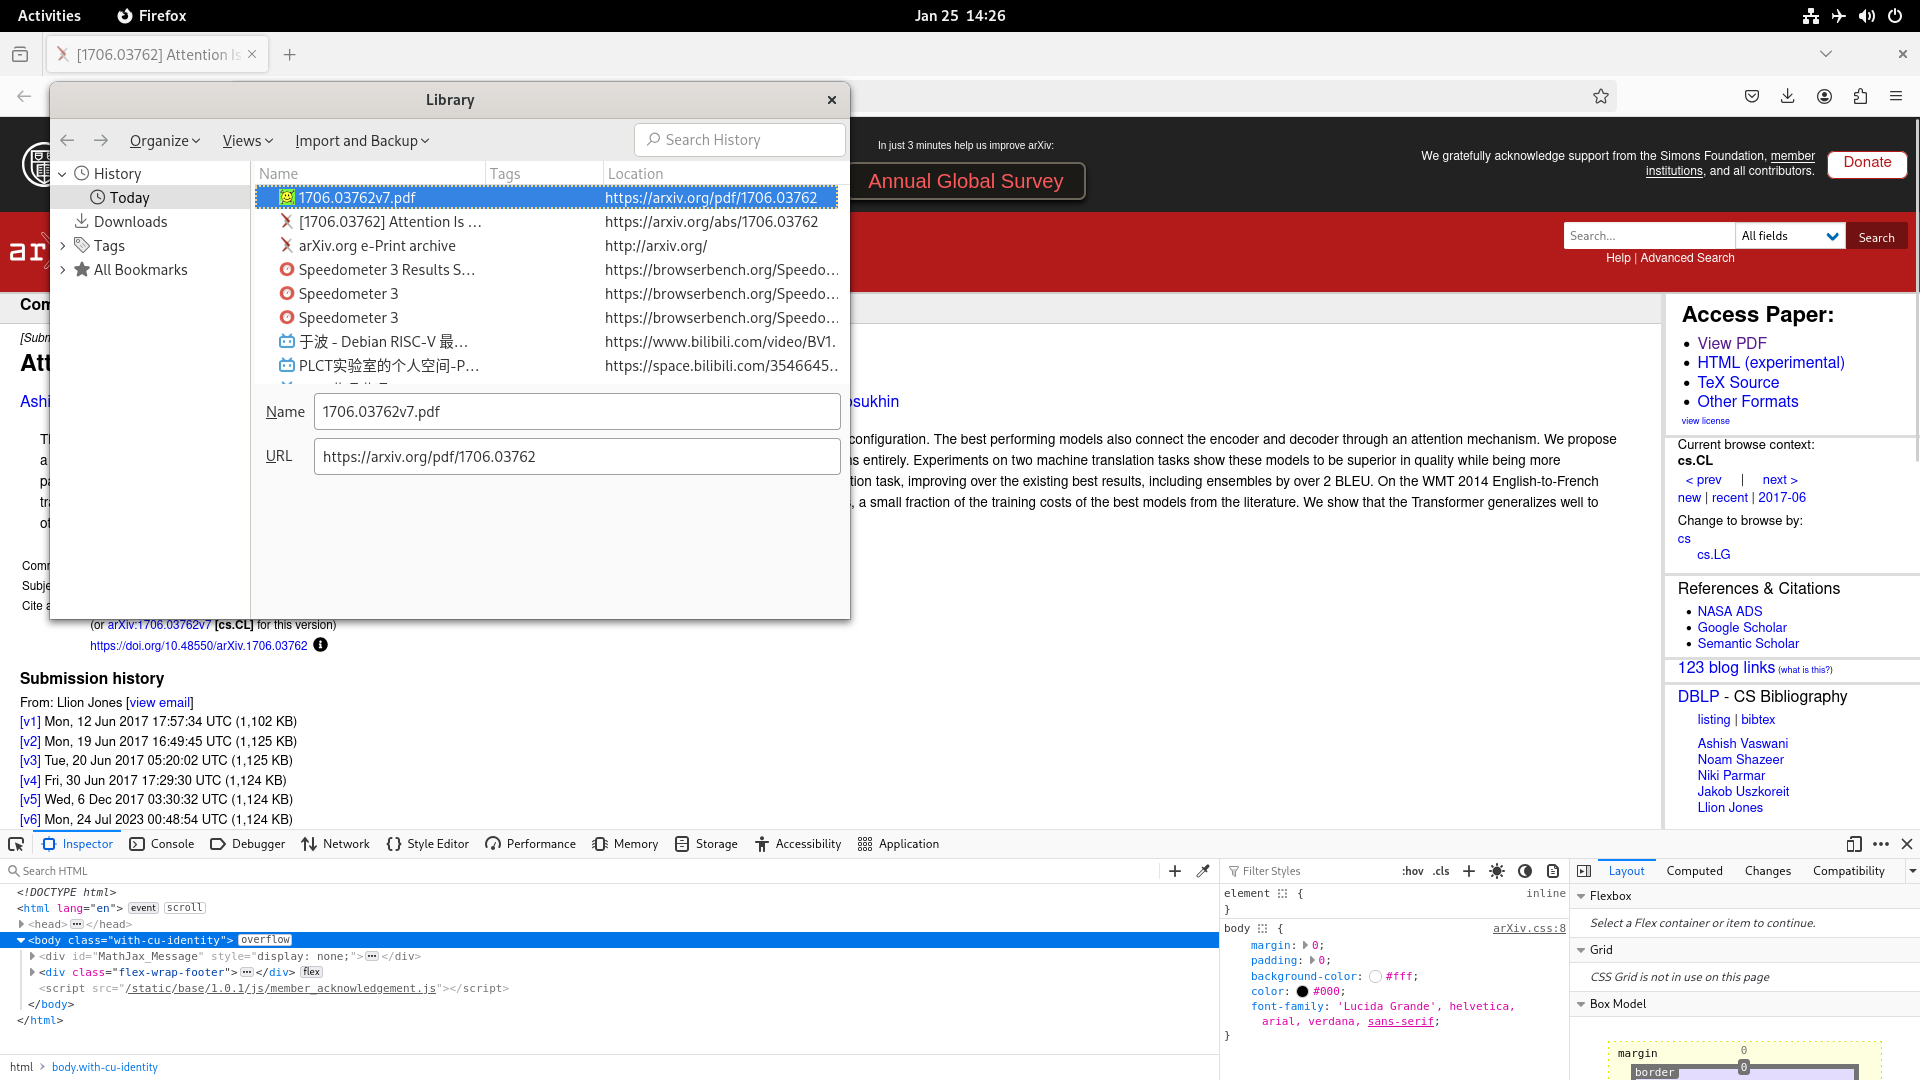 Activities
Firefox
Jan 25 14:26
[1706.03762] Attention Is
Library
Organize
Views
Import and Backup
Search History
History
Today
Downloads
Tags
All Bookmarks
Name
Tags
Location
1706.03762v7.pdf
https://arxiv.org/pdf/1706.03762
[1706.03762] Attention Is …
https://arxiv.org/abs/1706.03762
arXiv.org e-Print archive
http://arxiv.org/
Speedometer 3 Results S…
https://browserbench.org/Speedo…
Speedometer 3
https://browserbench.org/Speedo…
Speedometer 3
https://browserbench.org/Speedo…
于波 - Debian RISC-V 最…
https://www.bilibili.com/video/BV1.
PLCT实验室的个人空间-P…
https://space.bilibili.com/3546645..
Name
1706.03762v7.pdf
URL
https://arxiv.org/pdf/1706.03762
In just 3 minutes help us improve arXiv:
Annual Global Survey
We gratefully acknowledge support from the Simons Foundation, member
institutions, and all contributors.
Donate
ar
Search...
All fields
Search
Help | Advanced Search
Com
[Subm
Att
Ashi
osukhin
onfiguration. The best performing models also connect the encoder and decoder through an attention mechanism. We propose
a
s entirely. Experiments on two machine translation tasks show these models to be superior in quality while being more
pa
tion task, improving over the existing best results, including ensembles by over 2 BLEU. On the WMT 2014 English-to-French
tra
, a small fraction of the training costs of the best models from the literature. We show that the Transformer generalizes well to
ot
Comm
Subje
Cite a
(or arXiv:1706.03762v7 [cs.CL] for this version)
https://doi.org/10.48550/arXiv.1706.03762
Submission history
From: Llion Jones [view email]
[v1] Mon, 12 Jun 2017 17:57:34 UTC (1,102 KB)
[v2] Mon, 19 Jun 2017 16:49:45 UTC (1,125 KB)
[v3] Tue, 20 Jun 2017 05:20:02 UTC (1,125 KB)
[v4] Fri, 30 Jun 2017 17:29:30 UTC (1,124 KB)
[v5] Wed, 6 Dec 2017 03:30:32 UTC (1,124 KB)
[v6] Mon, 24 Jul 2023 00:48:54 UTC (1,124 KB)
Access Paper:
View PDF
HTML (experimental)
TeX Source
Other Formats
view license
Current browse context:
cs.CL
< prev | next >
new | recent | 2017-06
Change to browse by:
cs
cs.LG
References & Citations
NASA ADS
Google Scholar
Semantic Scholar
123 blog links (what is this?)
DBLP - CS Bibliography
listing | bibtex
Ashish Vaswani
Noam Shazeer
Niki Parmar
Jakob Uszkoreit
Llion Jones
Inspector
Console
Debugger
Network
Style Editor
Performance
Memory
Storage
Accessibility
Application
Search HTML
<!DOCTYPE html>
<html lang="en"> event scroll
<head> ••• </head>
<body class="with-cu-identity"> overflow
<div id="MathJax_Message" style="display: none;"> ••• </div>
<div class="flex-wrap-footer"> ••• </div> flex
<script src="/static/base/1.0.1/js/member_acknowledgement.js"></script>
</body>
</html>
html > body.with-cu-identity
Filter Styles
:hov .cls
element { inline
}
body { arXiv.css:8
margin: 0;
padding: 0;
background-color: #fff;
color: #000;
font-family: 'Lucida Grande', helvetica,
arial, verdana, sans-serif;
}
Layout
Computed
Changes
Compatibility
Flexbox
Select a Flex container or item to continue.
Grid
CSS Grid is not in use on this page
Box Model
margin
0
border
0